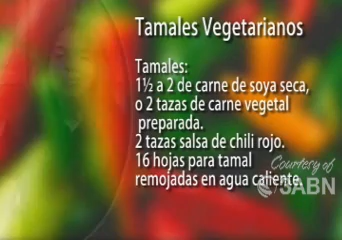 Tamales Vegetarianos
Tamales:
1½ a 2 de carne de soya seca,
o 2 tazas de carne vegetal
preparada.
2 tazas salsa de chili rojo.
16 hojas para tamal
remojadas en agua caliente.
Courtesy of
3ABN